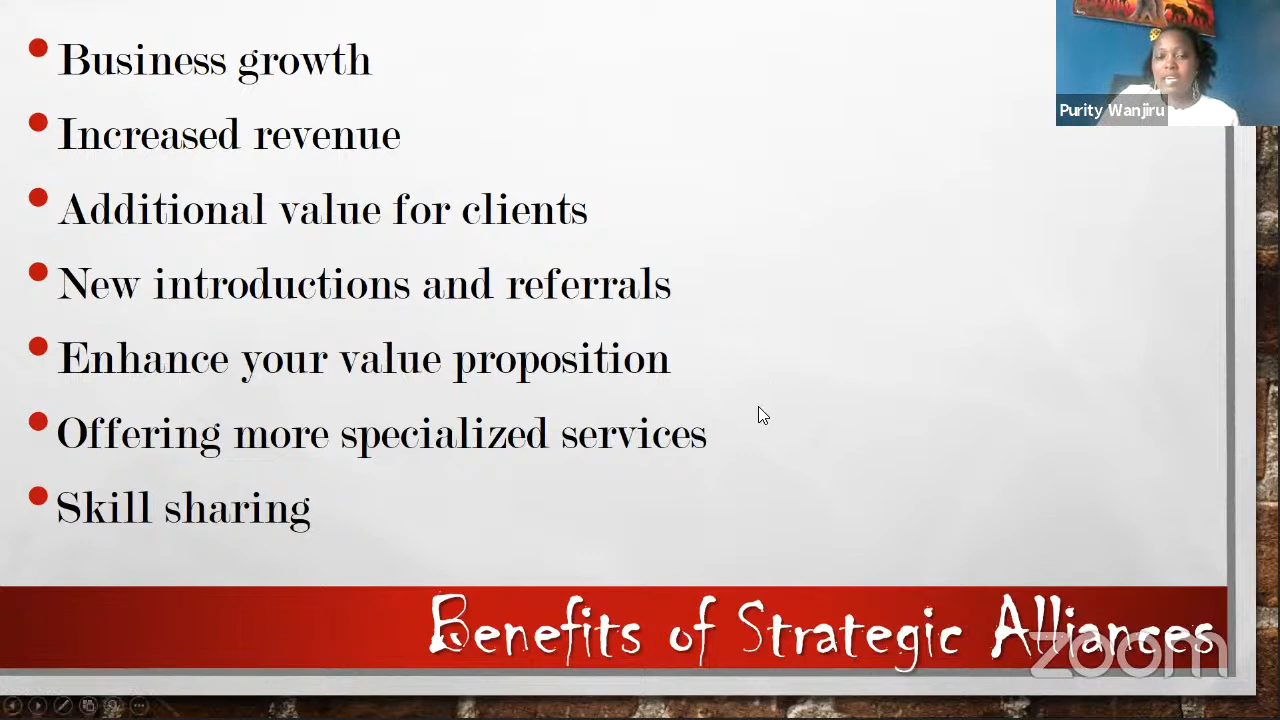 Business growth
Increased revenue
Additional value for clients
New introductions and referrals
Enhance your value proposition
Offering more specialized services
Skill sharing
Purity Wanjiru
Benefits of Strategic Alliances
zoom